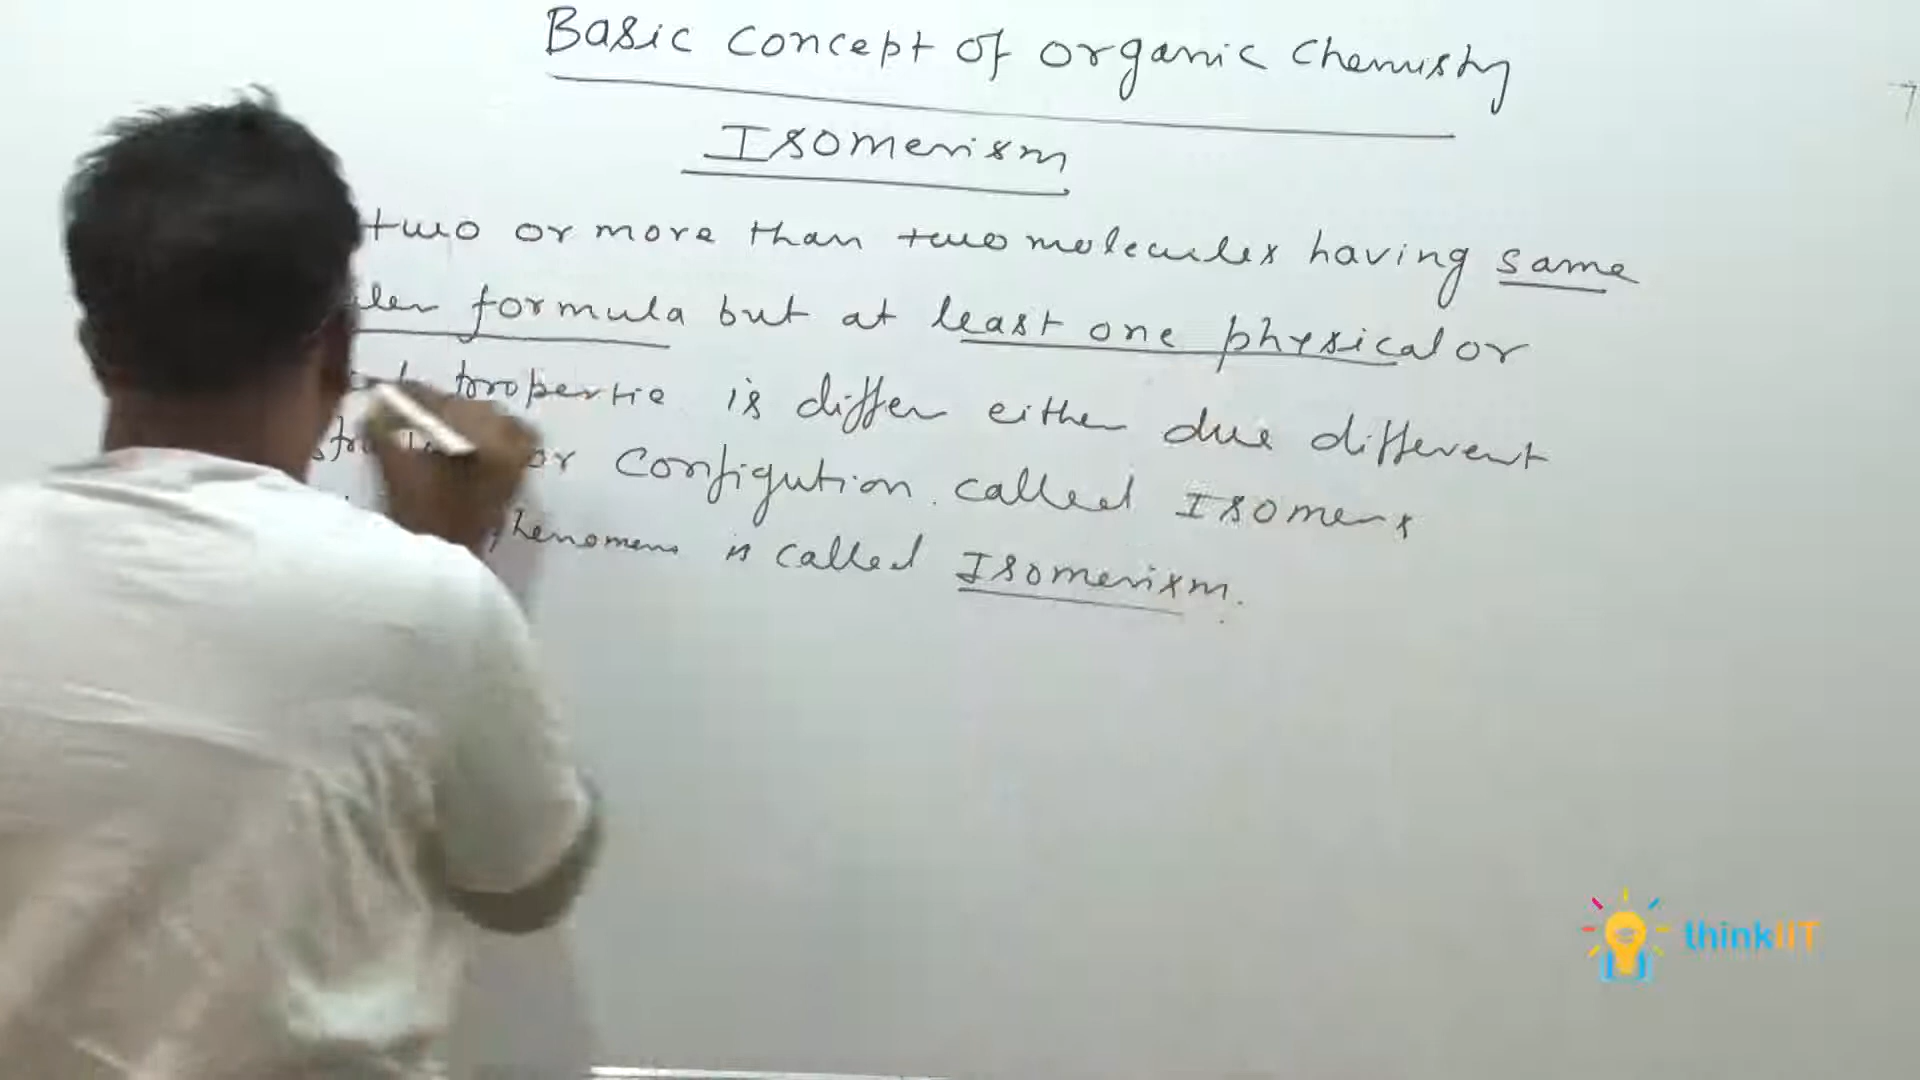 Basic concept of organic chemistry
Isomerism
two or more than two molecules having same
formula but at least one physical or
propertie is differ either due different
or configution. called Isomers
phenomena is called Isomerism.
thinkIIT